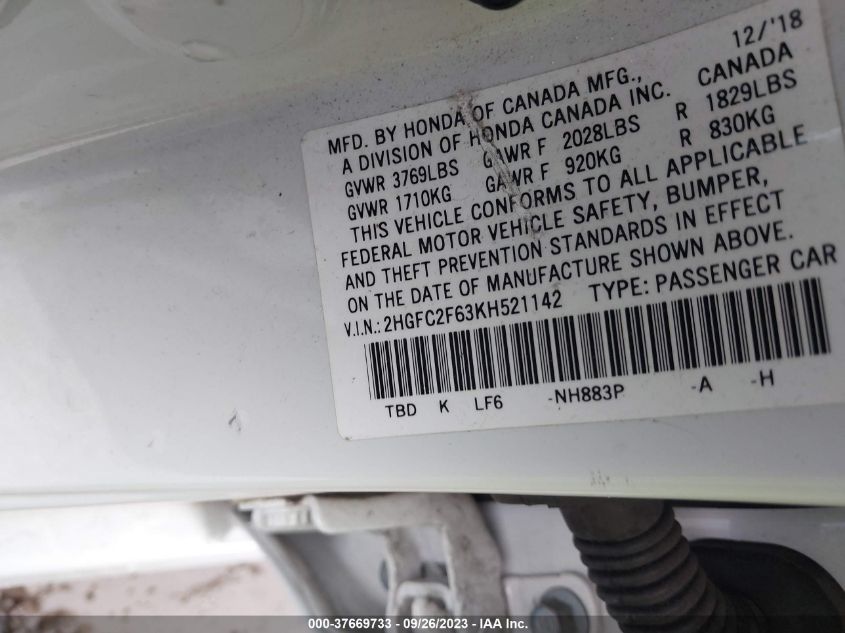 12/'18
MFD. BY HONDA OF CANADA MFG.,
A DIVISION OF HONDA CANADA INC. CANADA
GVWR 3769LBS GAWR F 2028LBS R 1829LBS
GVWR 1710KG GAWR F 920KG R 830KG
THIS VEHICLE CONFORMS TO ALL APPLICABLE
FEDERAL MOTOR VEHICLE SAFETY, BUMPER,
AND THEFT PREVENTION STANDARDS IN EFFECT
ON THE DATE OF MANUFACTURE SHOWN ABOVE.
V.I.N.: 2HGFC2F63KH521142 TYPE: PASSENGER CAR
TBD K LF6 -NH883P -A -H
000-37669733 - 09/26/2023 - IAA Inc.